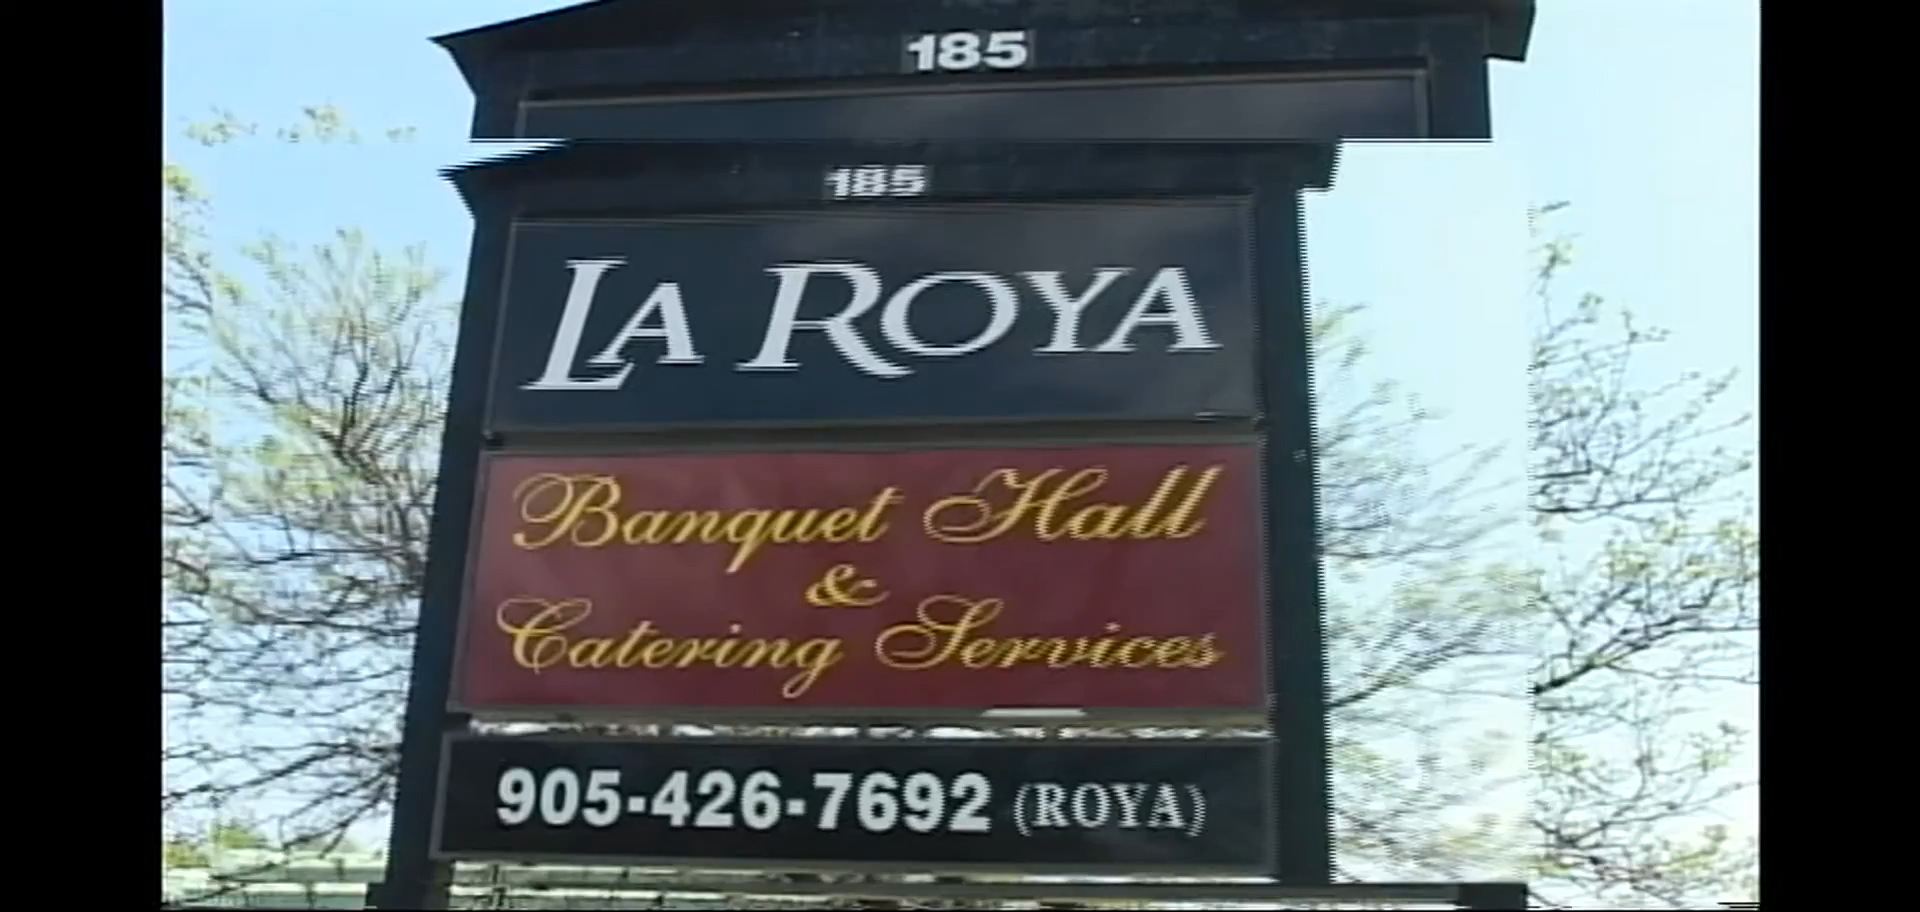 185
185
LA ROYA
Banquet Hall
&
Catering Services
905-426-7692 (ROYA)